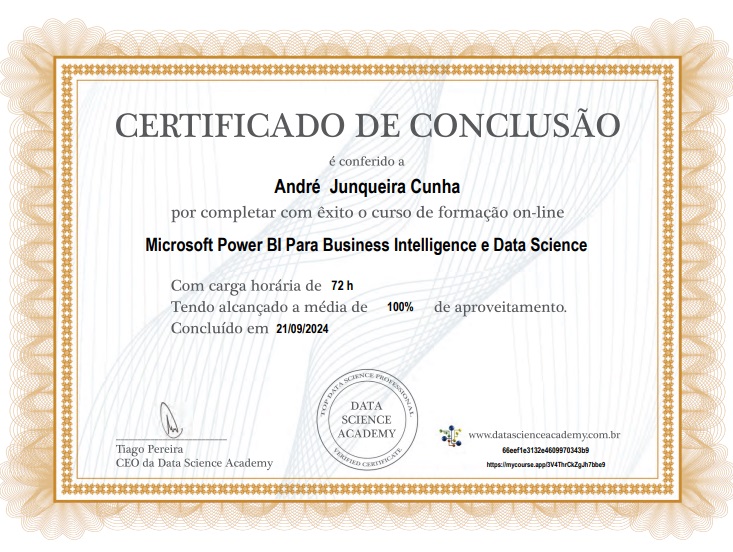 CERTIFICADO DE CONCLUSÃO
é conferido a
André Junqueira Cunha
por completar com êxito o curso de formação on-line
Microsoft Power BI Para Business Intelligence e Data Science
Com carga horária de 72 h
Tendo alcançado a média de 100% de aproveitamento.
Concluído em 21/09/2024
TOP DATA SCIENCE PROFESSIONAL
DATA
SCIENCE
ACADEMY
VERIFIED CERTIFICATE
Tiago Pereira
CEO da Data Science Academy
www.datascienceacademy.com.br
66eef1e3132e4609970343b9
https://mycourse.app/3V4ThrCkZgJh7bbe9